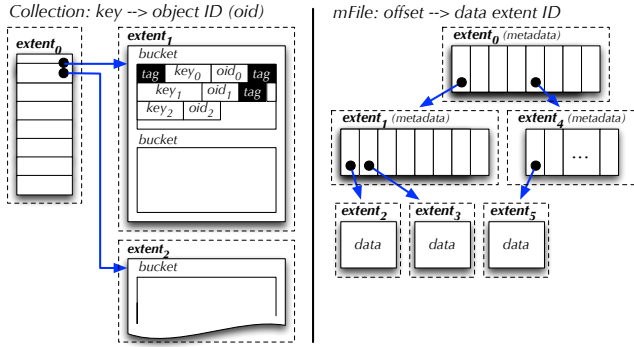 Collection: key --> object ID (oid)
extent0
extent1
bucket
tag key0 oid0 tag
key1 oid1 tag
key2 oid2
bucket
extent2
bucket
mFile: offset --> data extent ID
extent0 (metadata)
extent1 (metadata)
extent4 (metadata)
...
extent2 extent3 extent5
data data data